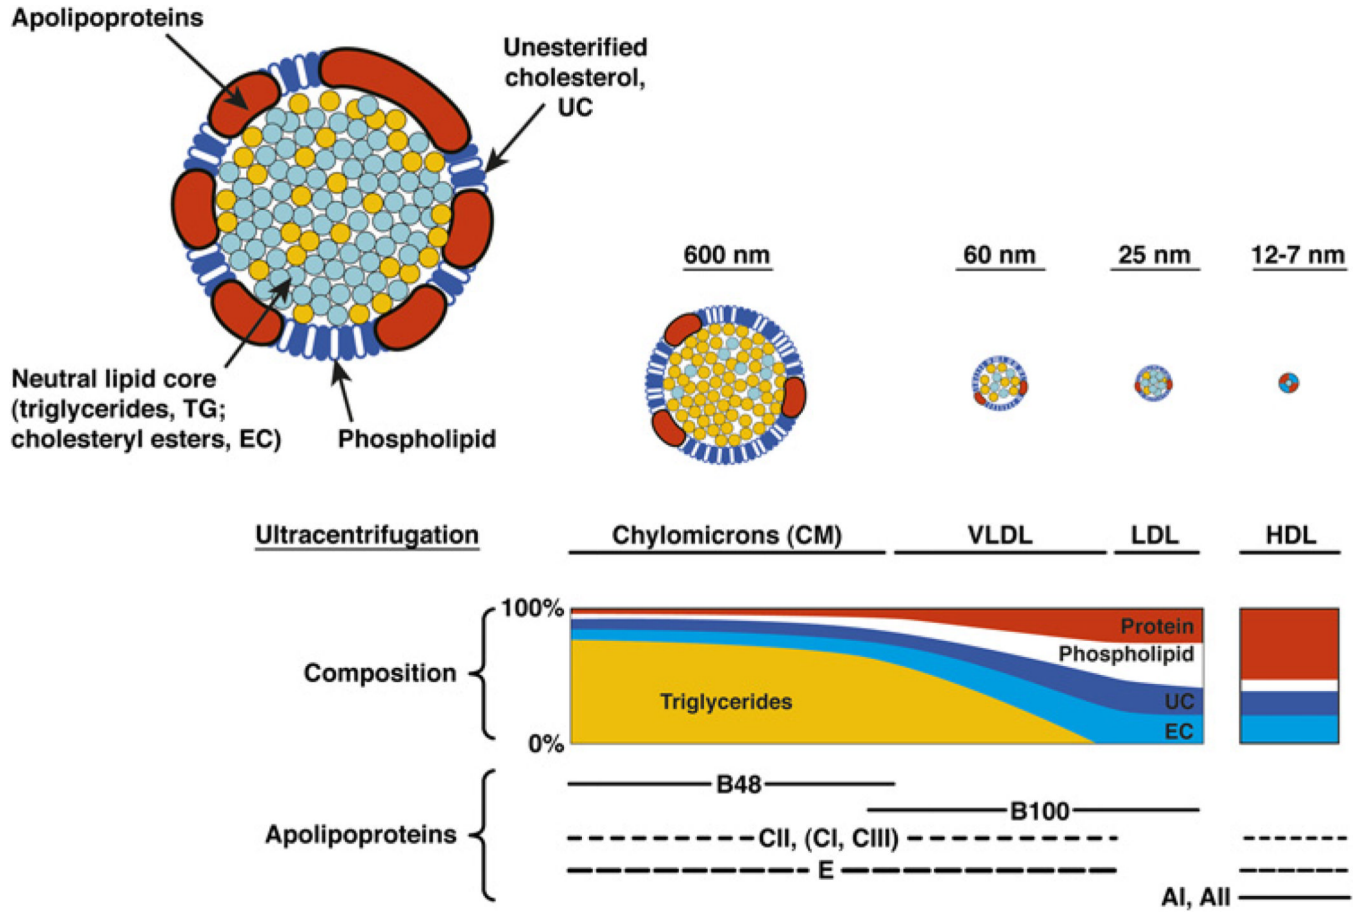 Apolipoproteins
Unesterified
cholesterol,
UC
Neutral lipid core
(triglycerides, TG;
cholesteryl esters, EC)
Phospholipid
600 nm
60 nm
25 nm
12-7 nm
Ultracentrifugation
Chylomicrons (CM)
VLDL
LDL
HDL
Composition
100%
0%
Protein
Phospholipid
UC
EC
Triglycerides
Apolipoproteins
B48
B100
CII, (CI, CIII)
E
AI, AII